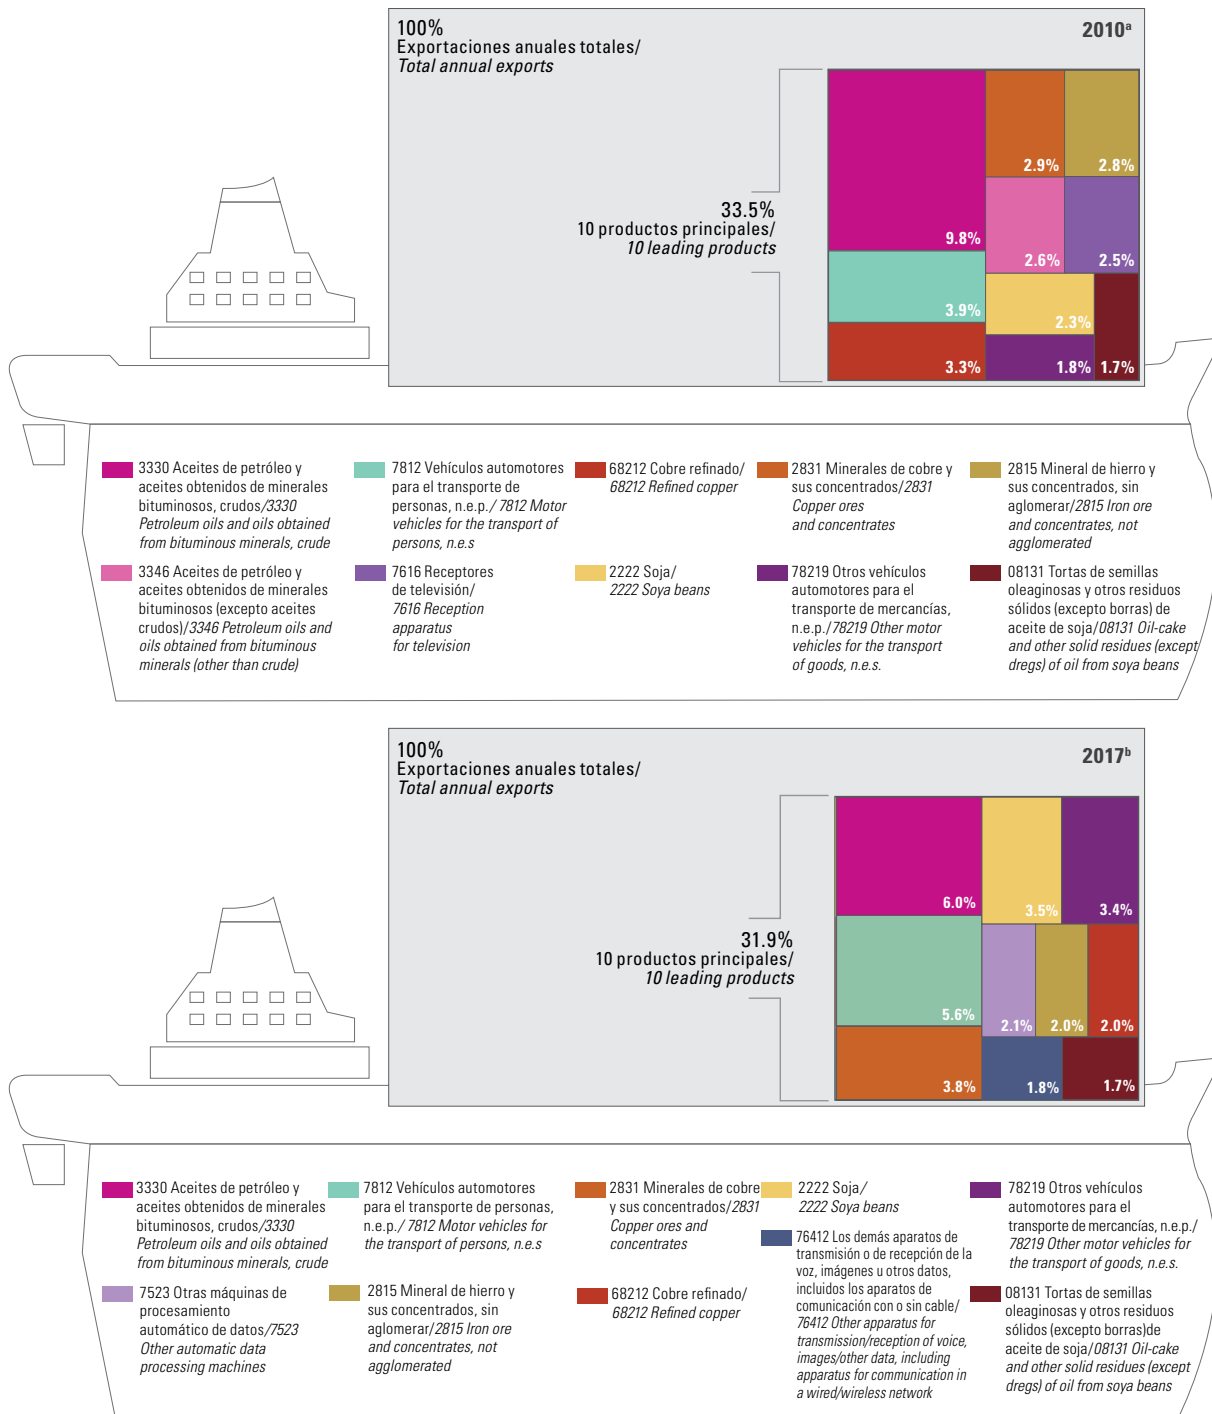 100%
Exportaciones anuales totales/
Total annual exports
2010ᵃ
33.5%
10 productos principales/
10 leading products
9.8%
2.9%
2.8%
2.6%
2.5%
3.9%
2.3%
3.3%
1.8%
1.7%
3330 Aceites de petróleo y
aceites obtenidos de minerales
bituminosos, crudos/3330
Petroleum oils and oils obtained
from bituminous minerals, crude
7812 Vehículos automotores
para el transporte de
personas, n.e.p./ 7812 Motor
vehicles for the transport of
persons, n.e.s
68212 Cobre refinado/
68212 Refined copper
2831 Minerales de cobre y
sus concentrados/2831
Copper ores
and concentrates
2815 Mineral de hierro y
sus concentrados, sin
aglomerar/2815 Iron ore
and concentrates, not
agglomerated
3346 Aceites de petróleo y
aceites obtenidos de minerales
bituminosos (excepto aceites
crudos)/3346 Petroleum oils and
oils obtained from bituminous
minerals (other than crude)
7616 Receptores
de televisión/
7616 Reception
apparatus
for television
2222 Soja/
2222 Soya beans
78219 Otros vehículos
automotores para el
transporte de mercancías,
n.e.p./78219 Other motor
vehicles for the transport
of goods, n.e.s.
08131 Tortas de semillas
oleaginosas y otros residuos
sólidos (excepto borras) de
aceite de soja/08131 Oil-cake
and other solid residues (except
dregs) of oil from soya beans
100%
Exportaciones anuales totales/
Total annual exports
2017ᵇ
31.9%
10 productos principales/
10 leading products
6.0%
3.5%
3.4%
5.6%
2.1%
2.0%
2.0%
3.8%
1.8%
1.7%
3330 Aceites de petróleo y
aceites obtenidos de minerales
bituminosos, crudos/3330
Petroleum oils and oils obtained
from bituminous minerals, crude
7812 Vehículos automotores
para el transporte de personas,
n.e.p./ 7812 Motor vehicles for
the transport of persons, n.e.s
2831 Minerales de cobre
y sus concentrados/2831
Copper ores and
concentrates
2222 Soja/
2222 Soya beans
78219 Otros vehículos
automotores para el
transporte de mercancías, n.e.p./
78219 Other motor vehicles for
the transport of goods, n.e.s.
7523 Otras máquinas de
procesamiento
automático de datos/7523
Other automatic data
processing machines
2815 Mineral de hierro y
sus concentrados, sin
aglomerar/2815 Iron ore
and concentrates, not
agglomerated
68212 Cobre refinado/
68212 Refined copper
76412 Los demás aparatos de
transmisión o de recepción de la
voz, imágenes u otros datos,
incluidos los aparatos de
comunicación con o sin cable/
76412 Other apparatus for
transmission/reception of voice,
images/other data, including
apparatus for communication in
a wired/wireless network
08131 Tortas de semillas
oleaginosas y otros residuos
sólidos (excepto borras)de
aceite de soja/08131 Oil-cake
and other solid residues (except
dregs) of oil from soya beans